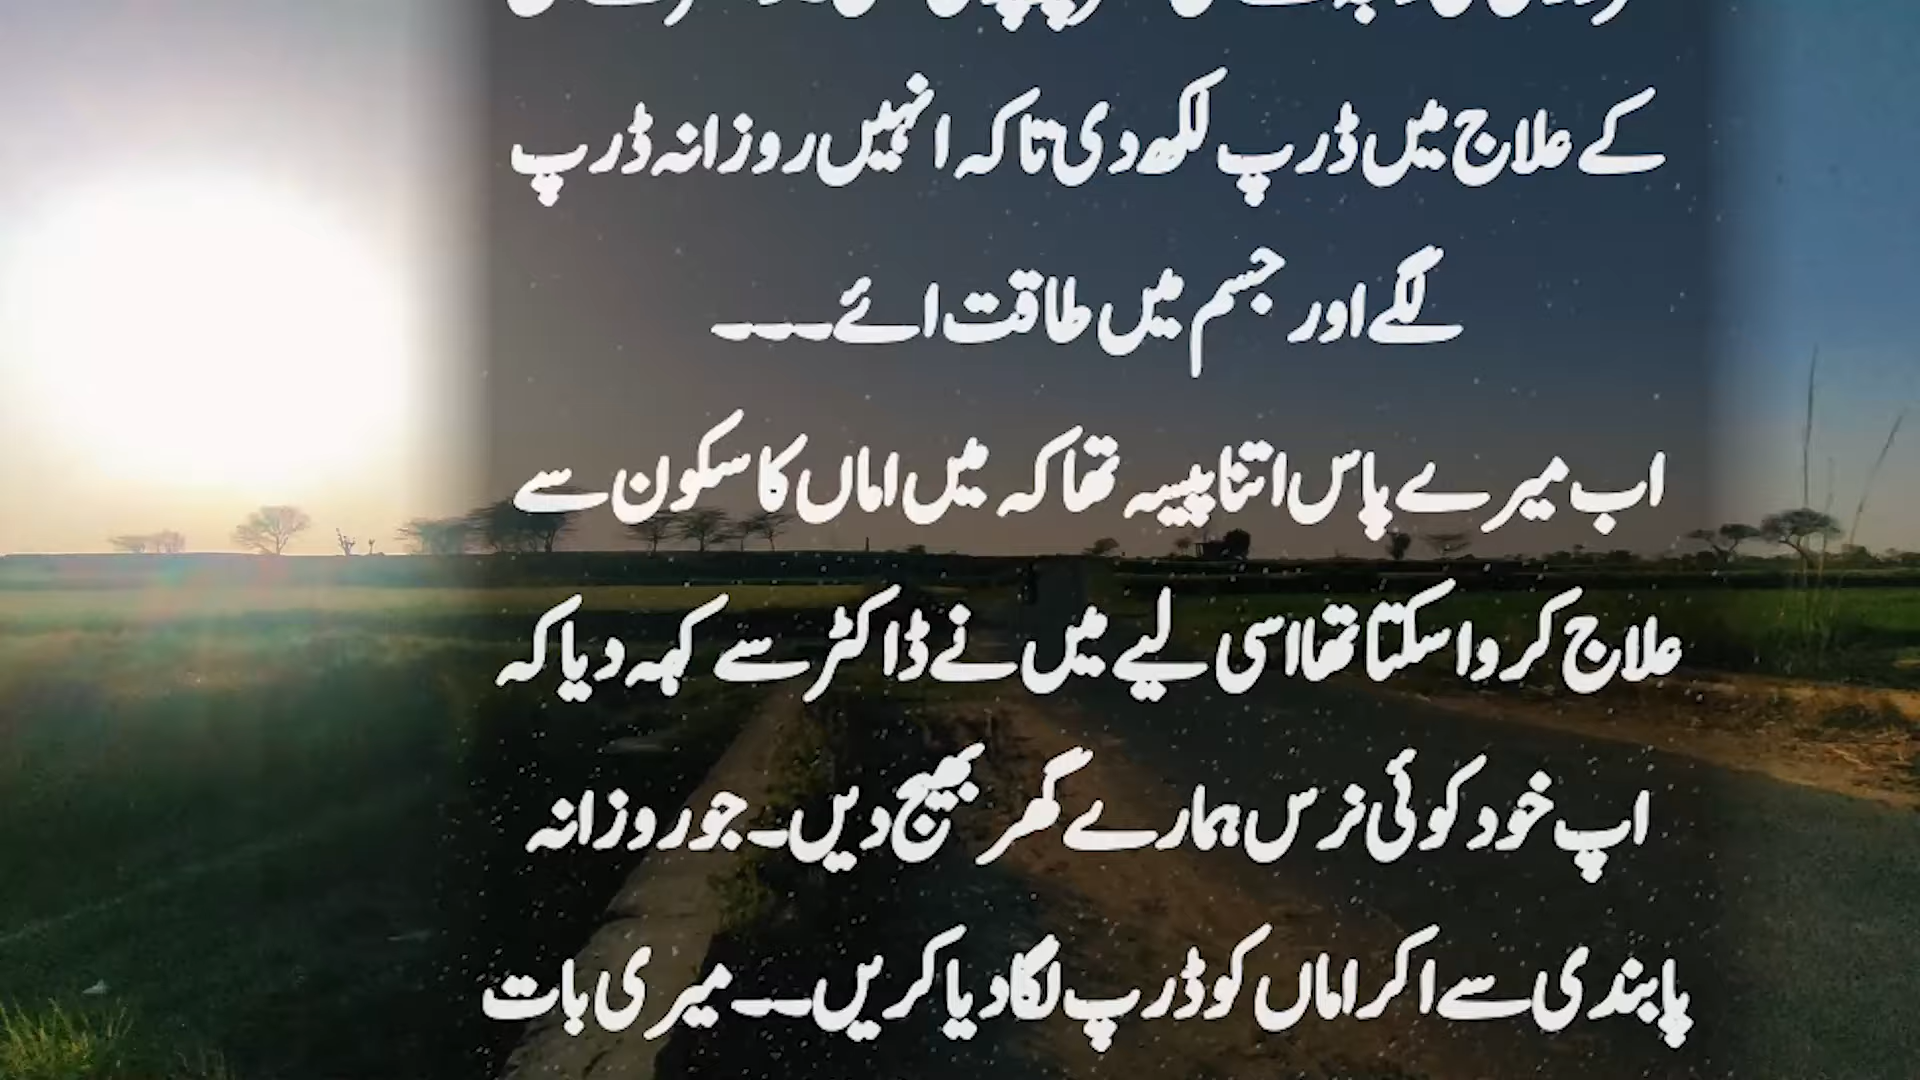 کے علاج میں ڈرپ لکھ دی تاکہ انہیں روزانہ ڈرپ
لگے اور جسم میں طاقت ائے۔۔۔
اب میرے پاس اتنا پیسہ تھا کہ میں اماں کا سکون سے
علاج کروا سکتا تھا اسی لیے میں نے ڈاکٹر سے کہہ دیا کہ
اپ خود کوئی نرس ہمارے گھر بھیج دیں۔ جو روزانہ
پابندی سے ا کر اماں کو ڈرپ لگا دیا کریں۔۔ میری بات